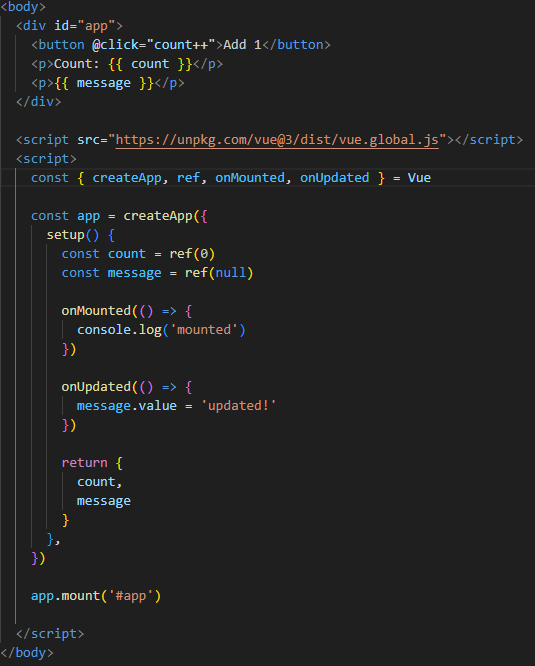 <body>
<div id="app">
<button @click="count++">Add 1</button>
<p>Count: {{ count }}</p>
<p>{{ message }}</p>
</div>
<script src="https://unpkg.com/vue@3/dist/vue.global.js"></script>
<script>
const { createApp, ref, onMounted, onUpdated } = Vue
const app = createApp({
setup() {
const count = ref(0)
const message = ref(null)
onMounted(() => {
console.log('mounted')
})
onUpdated(() => {
message.value = 'updated!'
})
return {
count,
message
}
},
})
app.mount('#app')
</script>
</body>